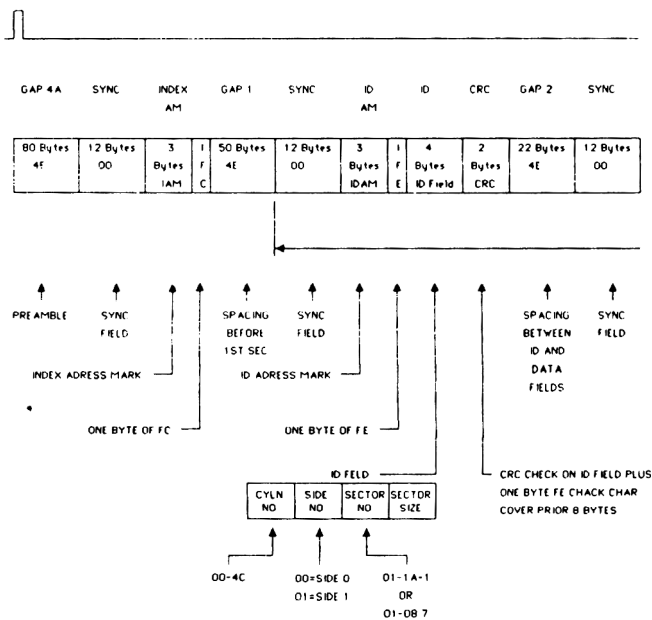 GAP 4A SYNC INDEX AM GAP 1 SYNC ID AM ID CRC GAP 2 SYNC
80 Bytes 4E
12 Bytes 00
3 Bytes IAM
1 F C
50 Bytes 4E
12 Bytes 00
3 Bytes IDAM
1 F E
4 Bytes ID Field
2 Bytes CRC
22 Bytes 4E
12 Bytes 00
PREAMBLE
SYNC FIELD
SPACING BEFORE 1ST SEC
SYNC FIELD
SPACING BETWEEN ID AND DATA FIELDS
SYNC FIELD
INDEX ADRESS MARK
ID ADRESS MARK
ONE BYTE OF FC
ONE BYTE OF FE
ID FELD
CRC CHECK ON ID FIELD PLUS
ONE BYTE FE CHACK CHAR
COVER PRIOR 8 BYTES
CYLN NO
SIDE NO
SECTOR NO
SECTOR SIZE
00-4C
00=SIDE 0
01=SIDE 1
01-1A-1
OR
01-08 7